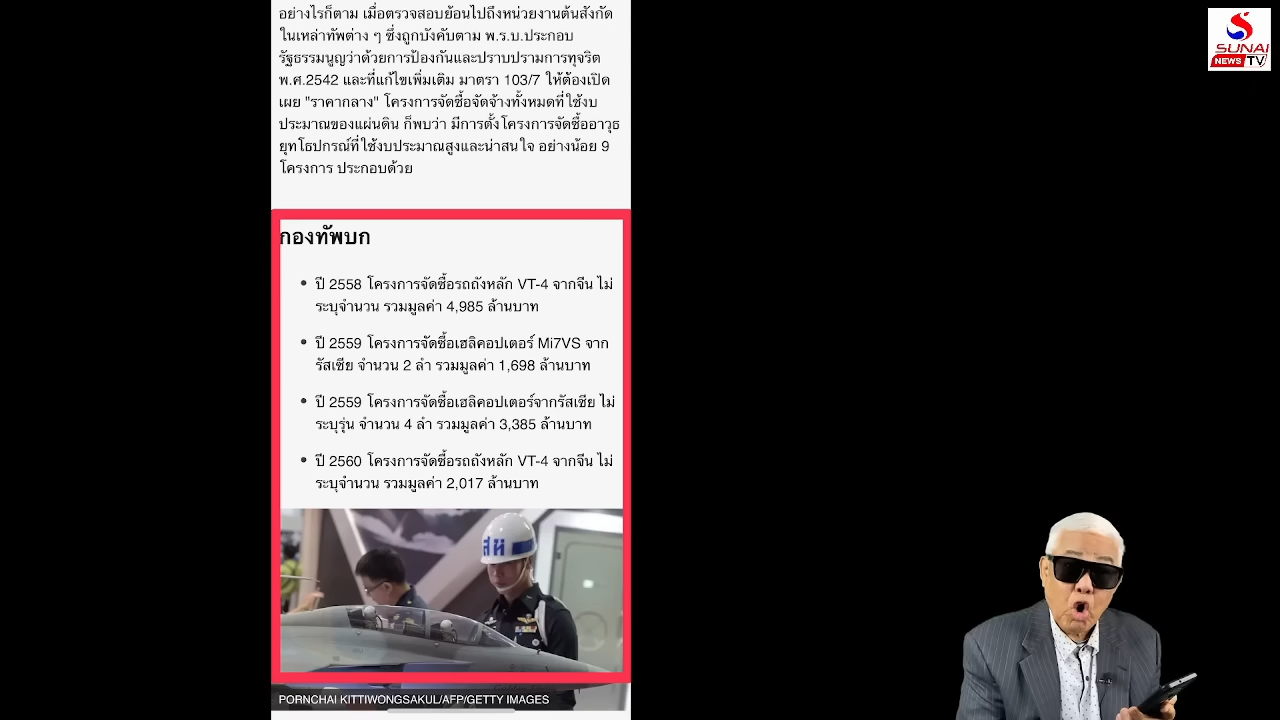 อย่างไรก็ตาม เมื่อตรวจสอบย้อนไปถึงหน่วยงานต้นสังกัด
ในเหล่าทัพต่าง ๆ ซึ่งถูกบังคับตาม พ.ร.บ.ประกอบ
รัฐธรรมนูญว่าด้วยการป้องกันและปราบปรามการทุจริต
พ.ศ.2542 และที่แก้ไขเพิ่มเติม มาตรา 103/7 ให้ต้องเปิด
เผย "ราคากลาง" โครงการจัดซื้อจัดจ้างทั้งหมดที่ใช้งบ
ประมาณของแผ่นดิน ก็พบว่า มีการตั้งโครงการจัดซื้ออาวุธ
ยุทโธปกรณ์ที่ใช้งบประมาณสูงและน่าสนใจ อย่างน้อย 9
โครงการ ประกอบด้วย
กองทัพบก
• ปี 2558 โครงการจัดซื้อรถถังหลัก VT-4 จากจีน ไม่
ระบุจำนวน รวมมูลค่า 4,985 ล้านบาท
• ปี 2559 โครงการจัดซื้อเฮลิคอปเตอร์ Mi7VS จาก
รัสเซีย จำนวน 2 ลำ รวมมูลค่า 1,698 ล้านบาท
• ปี 2559 โครงการจัดซื้อเฮลิคอปเตอร์จากรัสเซีย ไม่
ระบุรุ่น จำนวน 4 ลำ รวมมูลค่า 3,385 ล้านบาท
• ปี 2560 โครงการจัดซื้อรถถังหลัก VT-4 จากจีน ไม่
ระบุจำนวน รวมมูลค่า 2,017 ล้านบาท
สห
PORNCHAI KITTIWONGSAKUL/AFP/GETTY IMAGES
SUNAI
NEWS TV